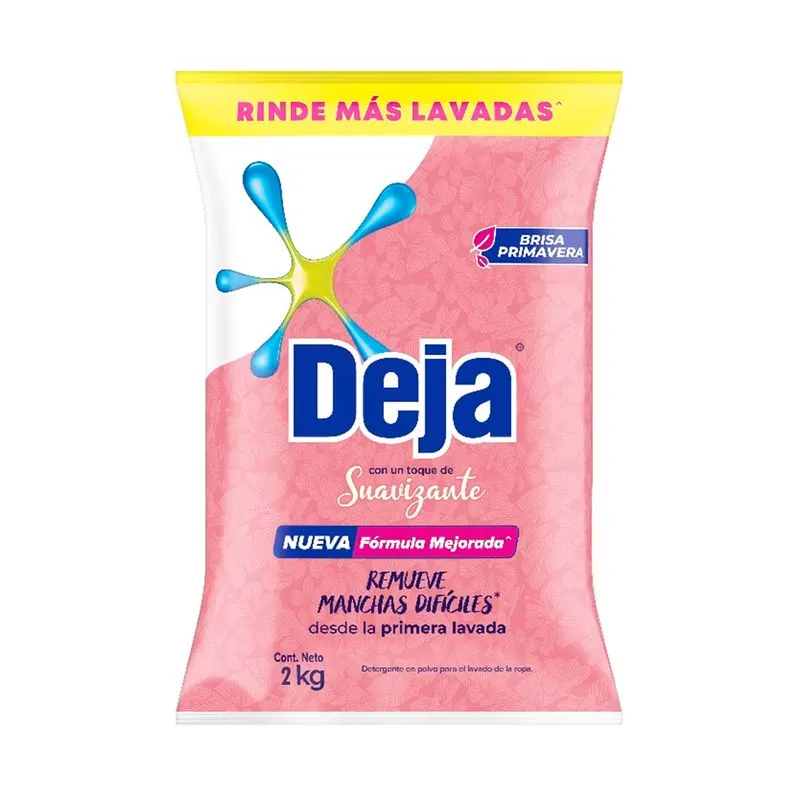 RINDE MÁS LAVADAS^
BRISA
PRIMAVERA
Deja®
con un toque de
Suavizante
NUEVA Fórmula Mejorada^
REMUEVE
MANCHAS DIFÍCILES*
desde la primera lavada
Cont. Neto
2 kg
Detergente en polvo para el lavado de la ropa.